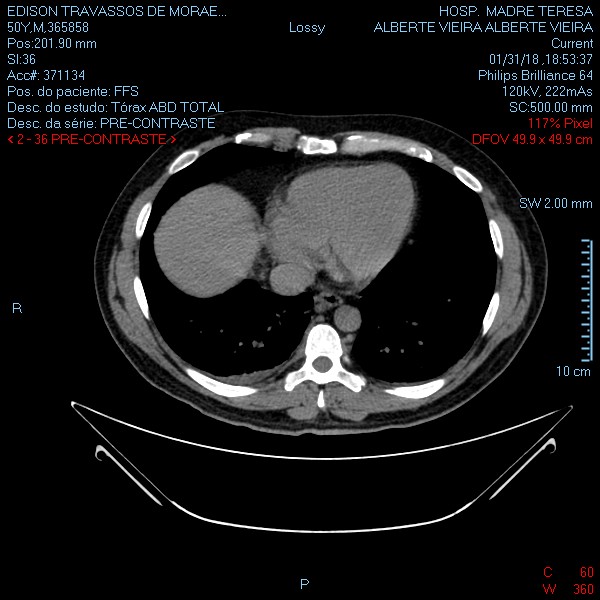 EDISON TRAVASSOS DE MORAE...
50Y,M,365858
Pos:201.90 mm
SI:36
Acc#: 371134
Pos. do paciente: FFS
Desc. do estudo: Tórax ABD TOTAL
Desc. da série: PRE-CONTRASTE
< 2 - 36 PRE-CONTRASTE >
Lossy
HOSP. MADRE TERESA
ALBERTE VIEIRA ALBERTE VIEIRA
Current
01/31/18 ,18:53:37
Philips Brilliance 64
120kV, 222mAs
SC:500.00 mm
117% Pixel
DFOV 49.9 x 49.9 cm
SW 2.00 mm
R
10 cm
P
C 60
W 360